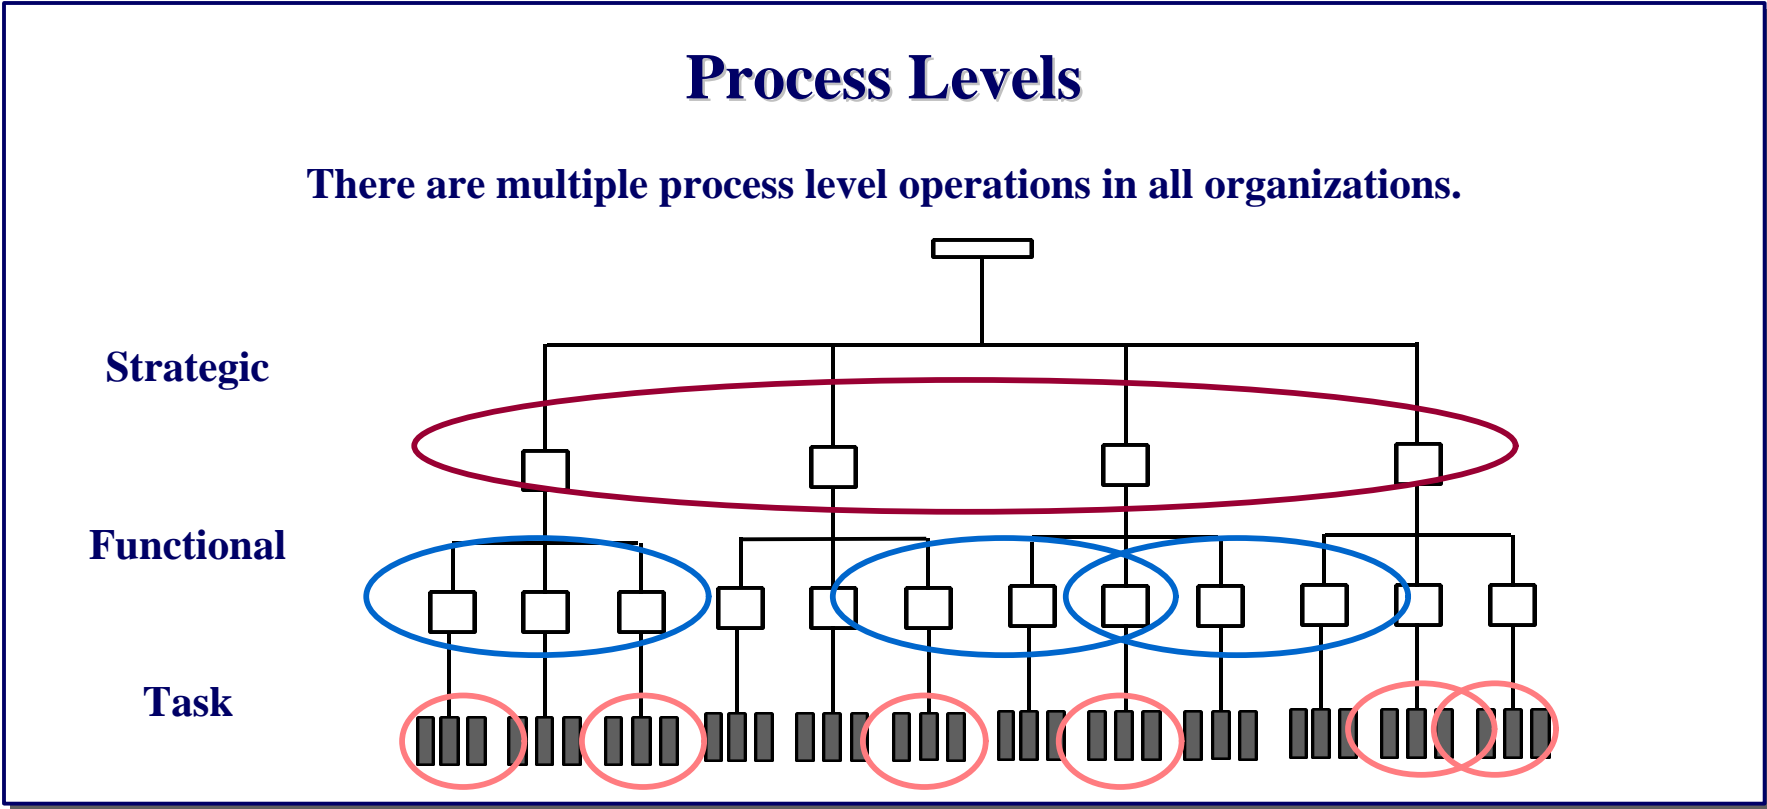 Process Levels
There are multiple process level operations in all organizations.
Strategic
Functional
Task